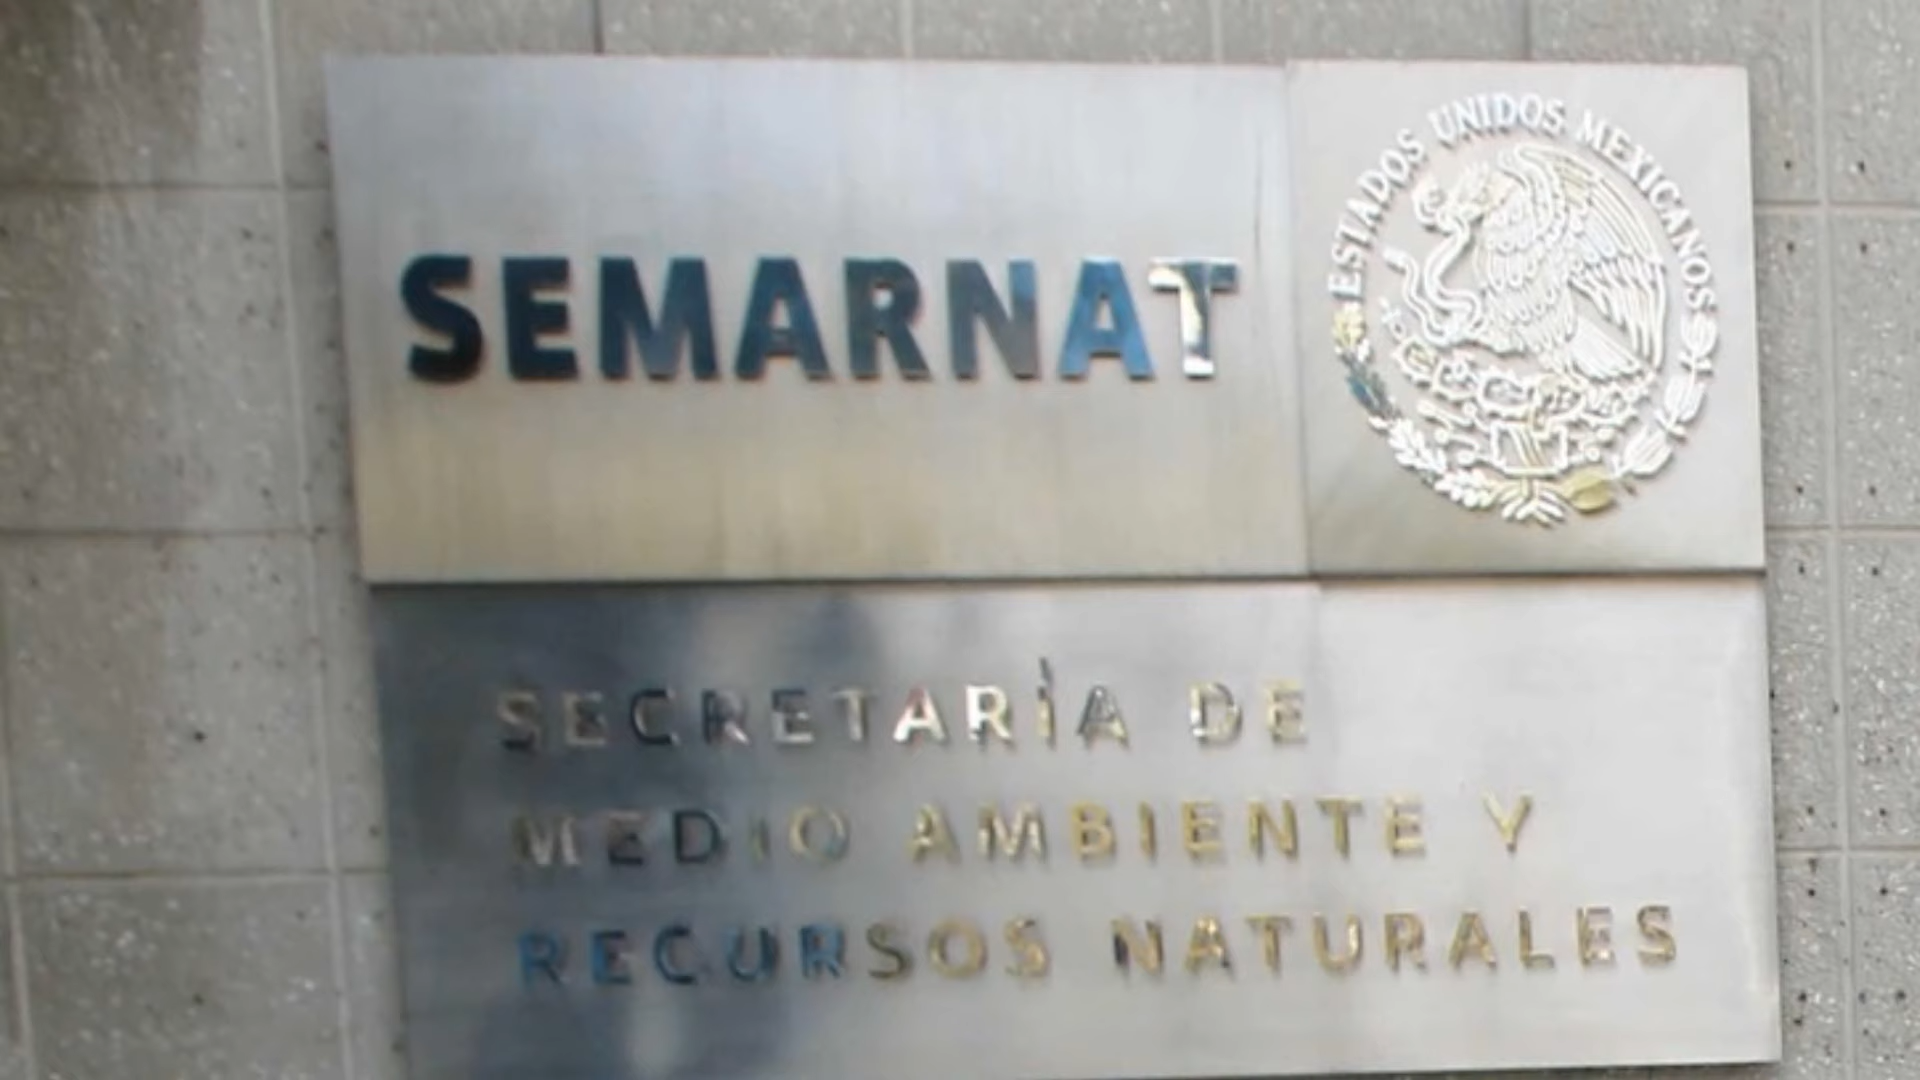 SEMARNAT
ESTADOS UNIDOS MEXICANOS
SECRETARÍA DE
MEDIO AMBIENTE Y
RECURSOS NATURALES